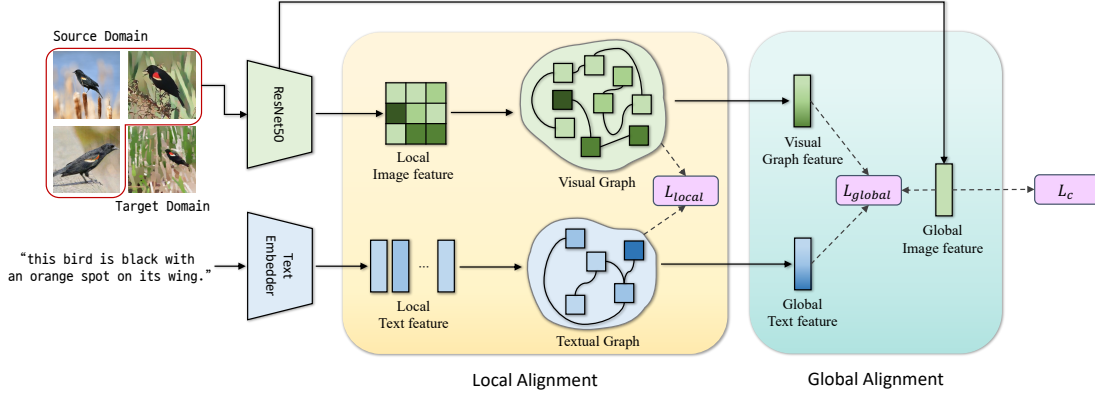 Source Domain
Target Domain
ResNet50
Local
Image feature
Visual Graph
L_local
Visual
Graph feature
L_global
Global
Image feature
L_c
“this bird is black with
an orange spot on its wing.”
Text
Embedder
...
Local
Text feature
Textual Graph
Global
Text feature
Local Alignment
Global Alignment